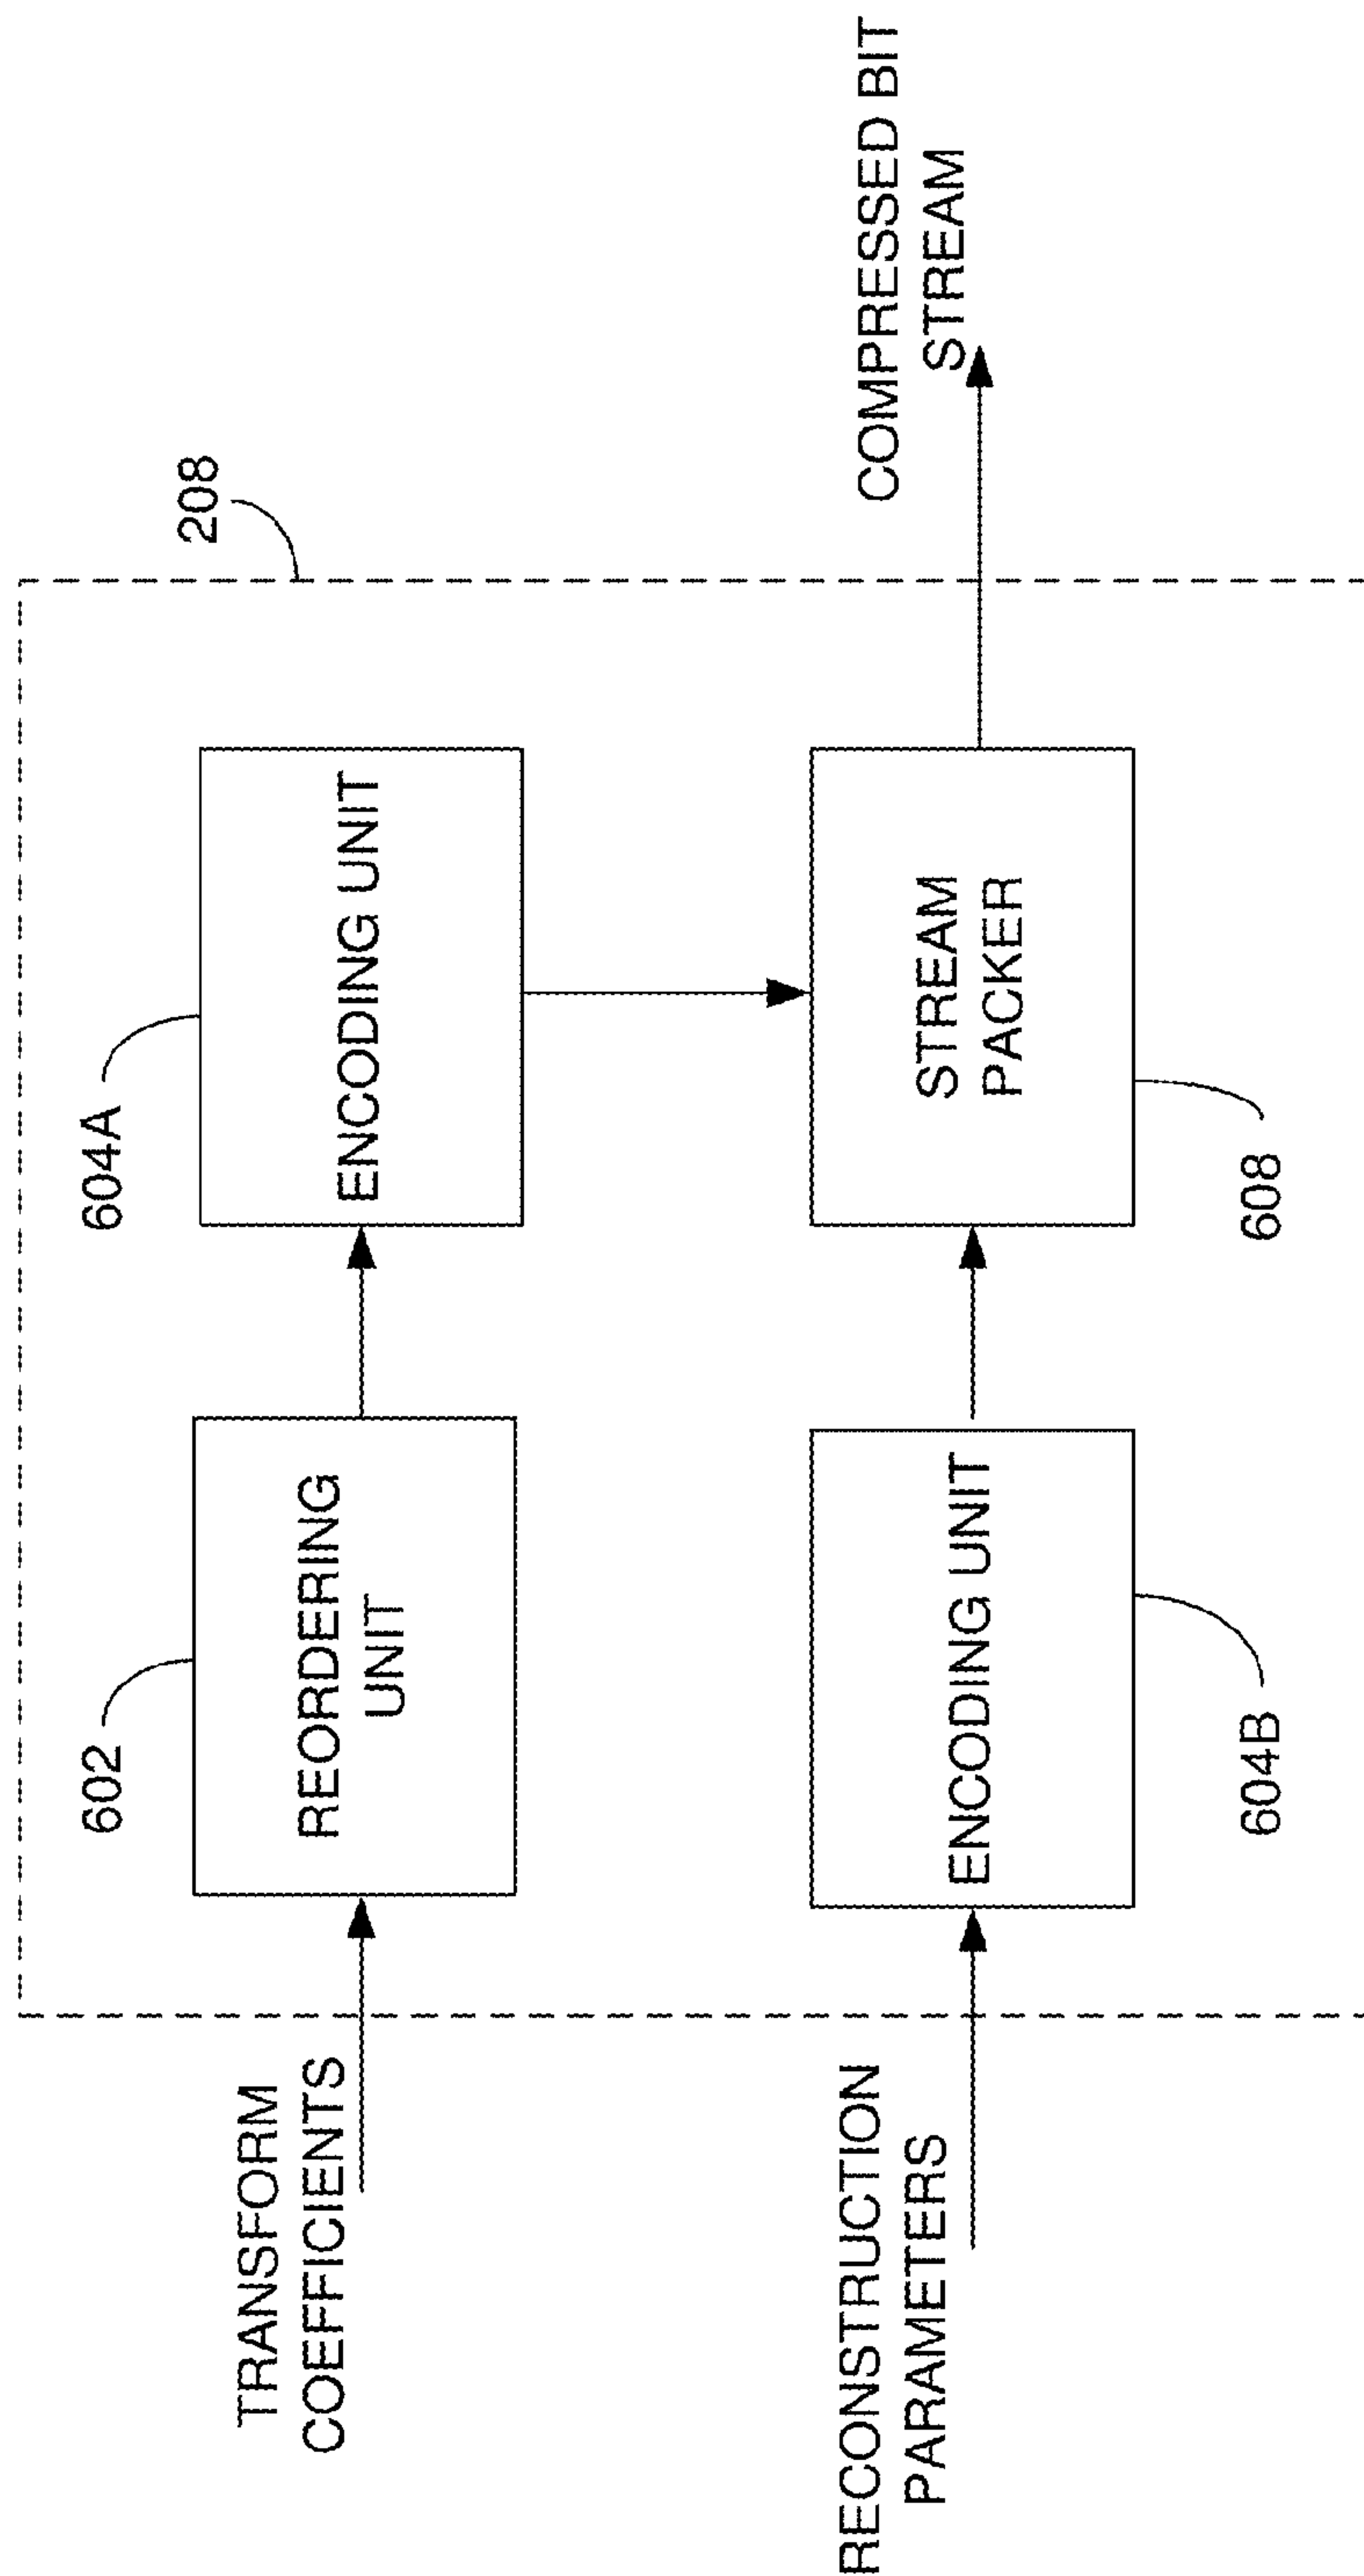 208
604A
602
ENCODING UNIT
REORDERING
UNIT
TRANSFORM
COEFFICIENTS
COMPRESSED BIT
STREAM
STREAM
PACKER
ENCODING UNIT
RECONSTRUCTION
PARAMETERS
608
604B